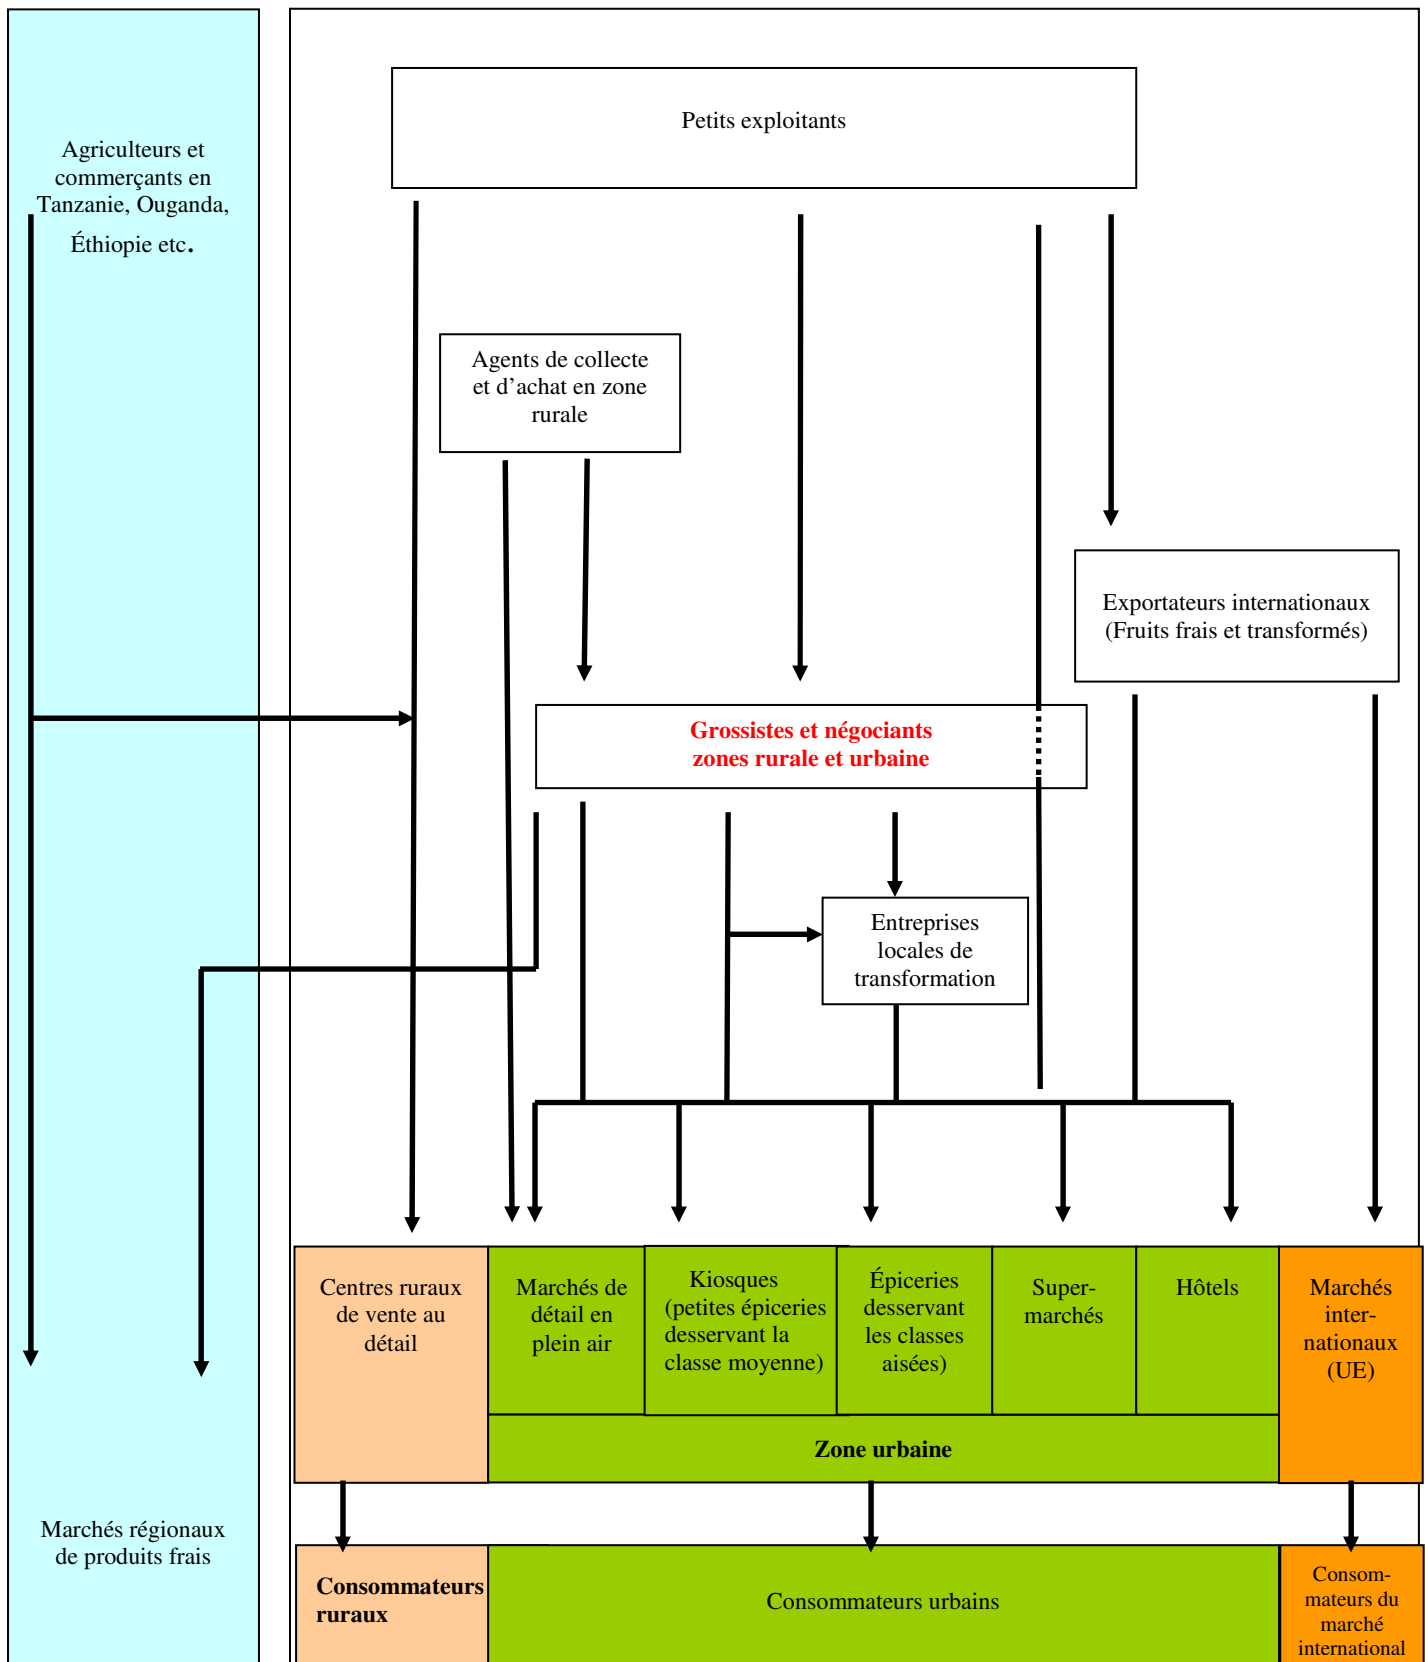 Petits exploitants
Agriculteurs et
commerçants en
Tanzanie, Ouganda,
Éthiopie etc.
Agents de collecte
et d’achat en zone
rurale
Exportateurs internationaux
(Fruits frais et transformés)
Grossistes et négociants
zones rurale et urbaine
Entreprises
locales de
transformation
Centres ruraux
de vente au
détail
Marchés de
détail en
plein air
Kiosques
(petites épiceries
desservant la
classe moyenne)
Épiceries
desservant
les classes
aisées)
Super-
marchés
Hôtels
Marchés
inter-
nationaux
(UE)
Zone urbaine
Marchés régionaux
de produits frais
Consommateurs
ruraux
Consommateurs urbains
Consom-
mateurs du
marché
international